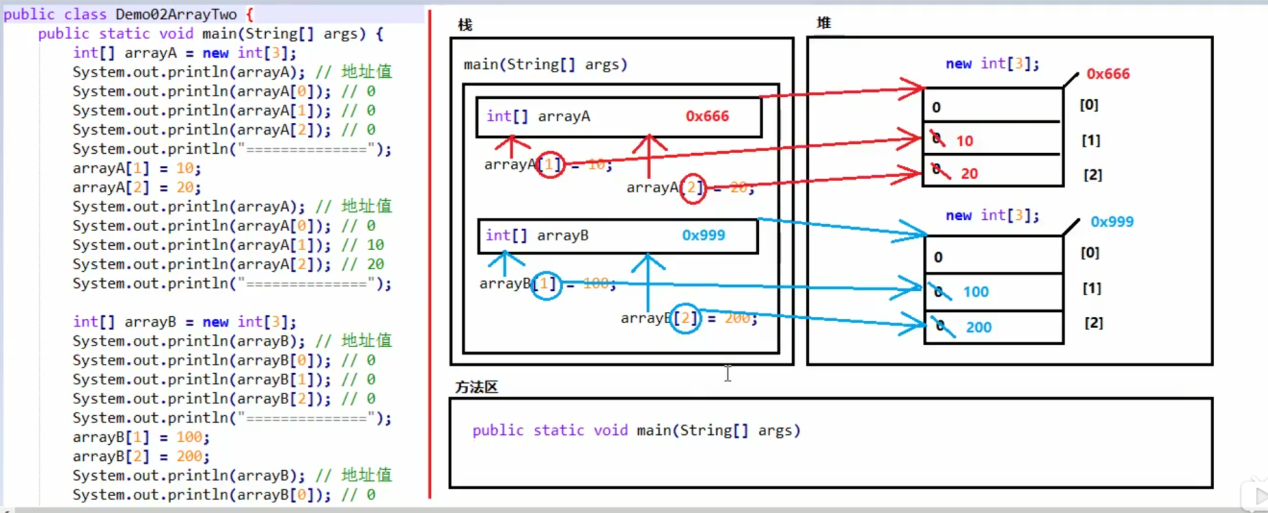 public class Demo02ArrayTwo {
public static void main(String[] args) {
int[] arrayA = new int[3];
System.out.println(arrayA); // 地址值
System.out.println(arrayA[0]); // 0
System.out.println(arrayA[1]); // 0
System.out.println(arrayA[2]); // 0
System.out.println("==============");
arrayA[1] = 10;
arrayA[2] = 20;
System.out.println(arrayA); // 地址值
System.out.println(arrayA[0]); // 0
System.out.println(arrayA[1]); // 10
System.out.println(arrayA[2]); // 20
System.out.println("==============");
int[] arrayB = new int[3];
System.out.println(arrayB); // 地址值
System.out.println(arrayB[0]); // 0
System.out.println(arrayB[1]); // 0
System.out.println(arrayB[2]); // 0
System.out.println("==============");
arrayB[1] = 100;
arrayB[2] = 200;
System.out.println(arrayB); // 地址值
System.out.println(arrayB[0]); // 0
栈
main(String[] args)
int[] arrayA 0x666
arrayA[1] = 10;
arrayA[2] = 20;
int[] arrayB 0x999
arrayB[1] = 100;
arrayB[2] = 200;
堆
new int[3];
0x666
0 [0]
0 10 [1]
0 20 [2]
new int[3];
0x999
0 [0]
0 100 [1]
0 200 [2]
方法区
public static void main(String[] args)